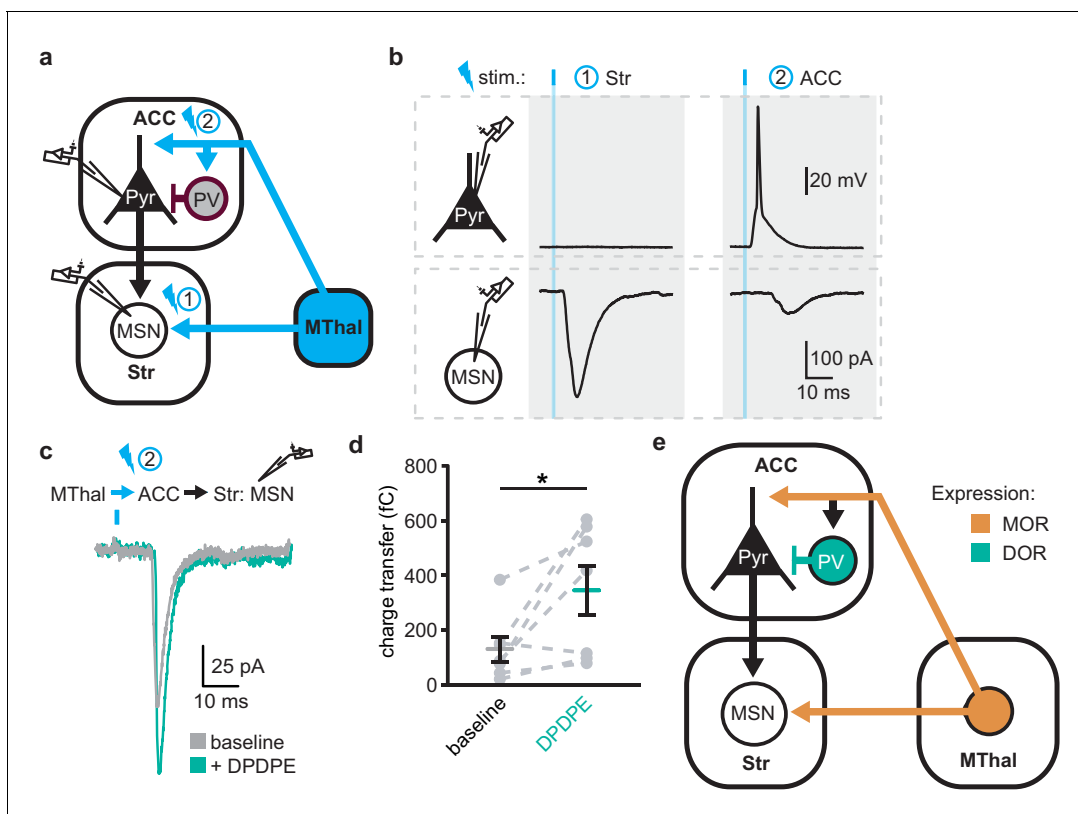 a
ACC
2
Pyr
PV
1
MSN
Str
MThal
b
stim.:
1 Str
2 ACC
Pyr
20 mV
MSN
100 pA
10 ms
c
2
MThal ACC Str: MSN
25 pA
10 ms
baseline
+ DPDPE
d
charge transfer (fC)
800
600
400
200
0
*
baseline
DPDPE
e
ACC
Pyr
PV
MSN
Str
MThal
Expression:
MOR
DOR